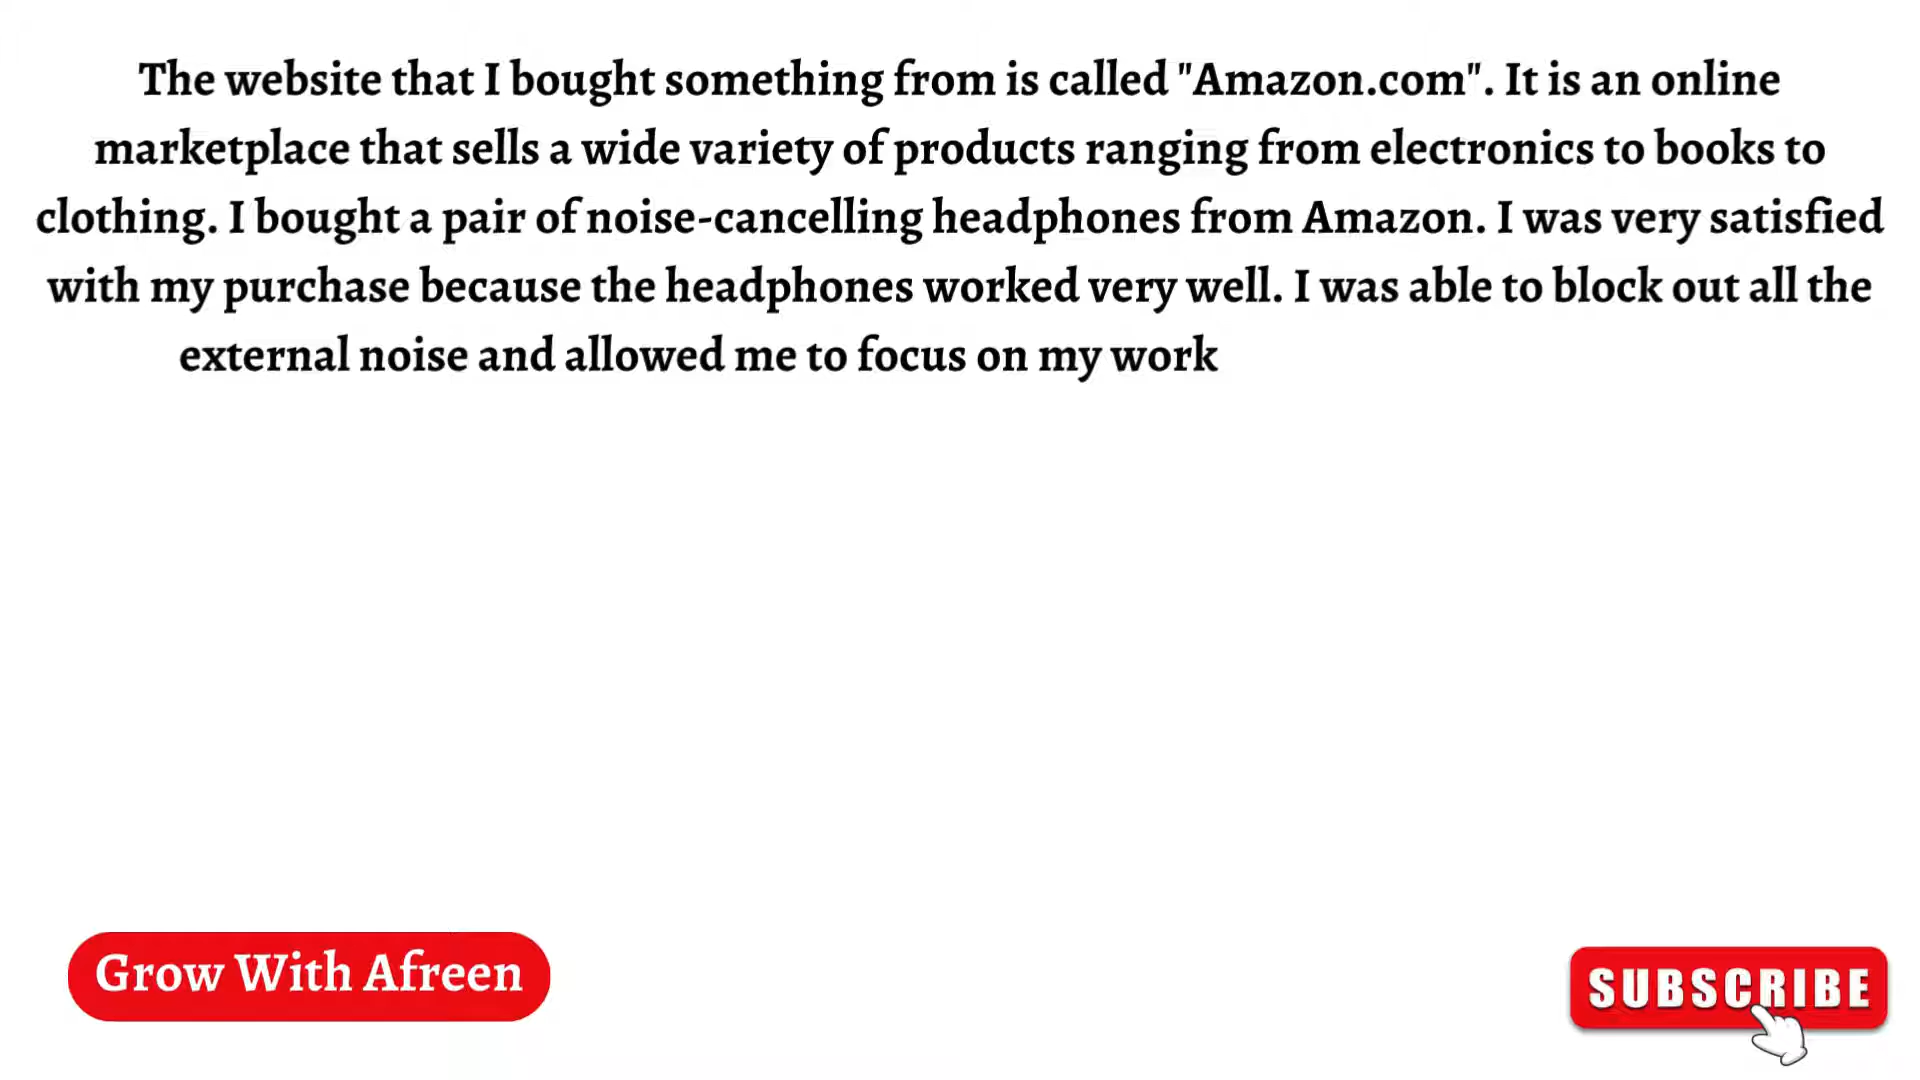 The website that I bought something from is called "Amazon.com". It is an online
marketplace that sells a wide variety of products ranging from electronics to books to
clothing. I bought a pair of noise-cancelling headphones from Amazon. I was very satisfied
with my purchase because the headphones worked very well. I was able to block out all the
external noise and allowed me to focus on my work
Grow With Afreen
SUBSCRIBE